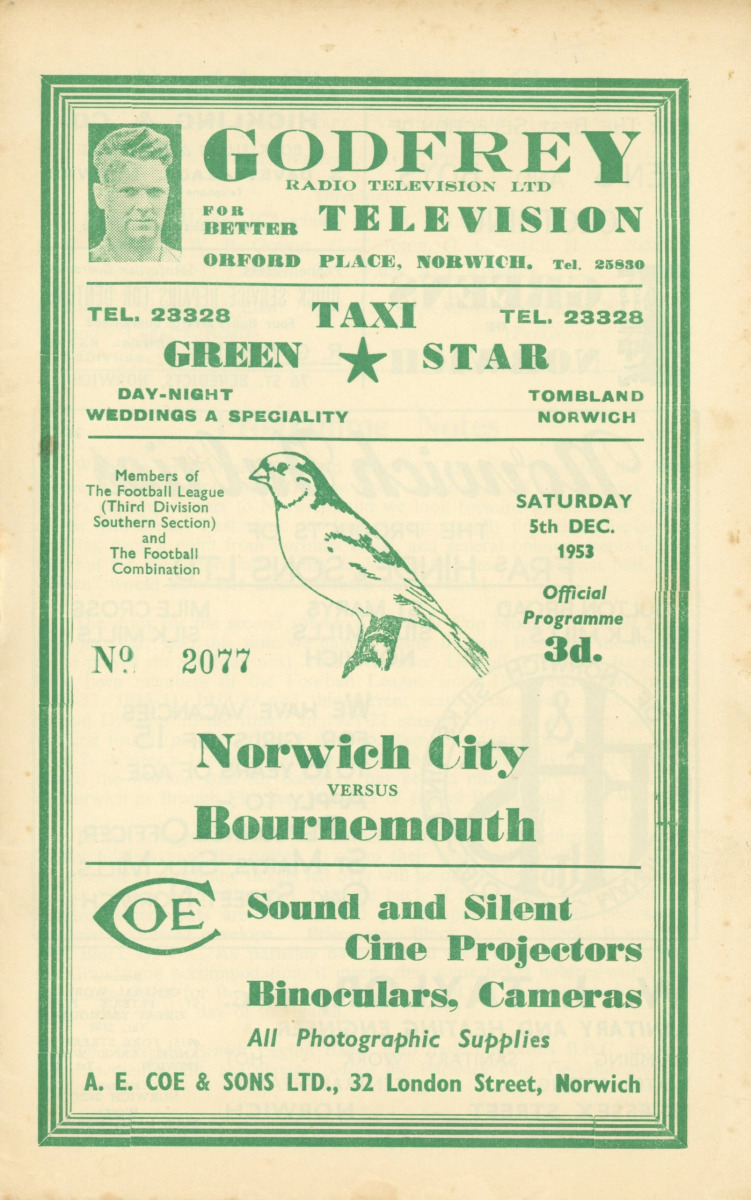 GODFREY
RADIO TELEVISION LTD
FOR BETTER TELEVISION
ORFORD PLACE, NORWICH. Tel. 25830
TEL. 23328 TAXI TEL. 23328
GREEN ★ STAR
DAY-NIGHT TOMBLAND
WEDDINGS A SPECIALITY NORWICH
Members of
The Football League
(Third Division
Southern Section)
and
The Football
Combination
SATURDAY
5th DEC.
1953
Official
Programme
3d.
No. 2077
Norwich City
VERSUS
Bournemouth
COE
Sound and Silent
Cine Projectors
Binoculars, Cameras
All Photographic Supplies
A. E. COE & SONS LTD., 32 London Street, Norwich